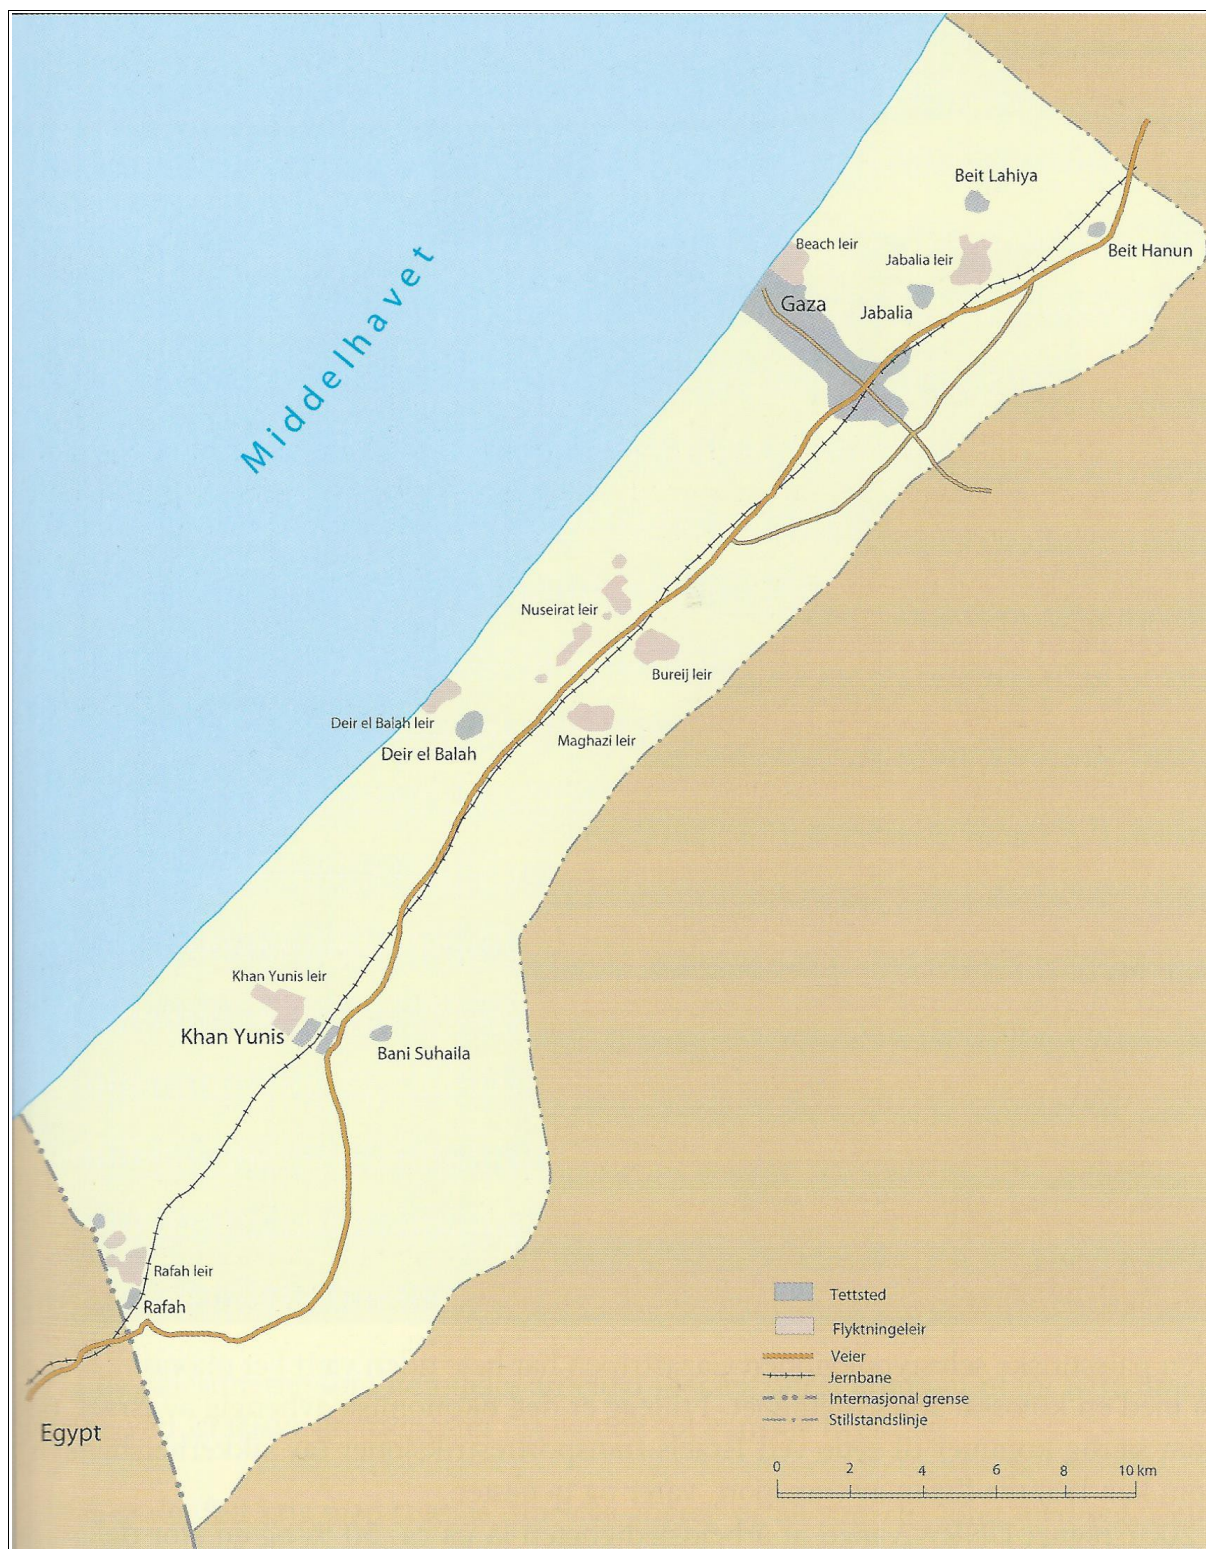 Beit Lahiya
Beach leir
Jabalia leir
Beit Hanun
Gaza
Jabalia
Middelhavet
Nuseirat leir
Bureij leir
Deir el Balah leir
Maghazi leir
Deir el Balah
Khan Yunis leir
Khan Yunis
Bani Suhaila
Rafah leir
Rafah
Egypt
Tettsted
Flyktningeleir
Veier
Jernbane
Internasjonal grense
Stillstandslinje
0 2 4 6 8 10 km